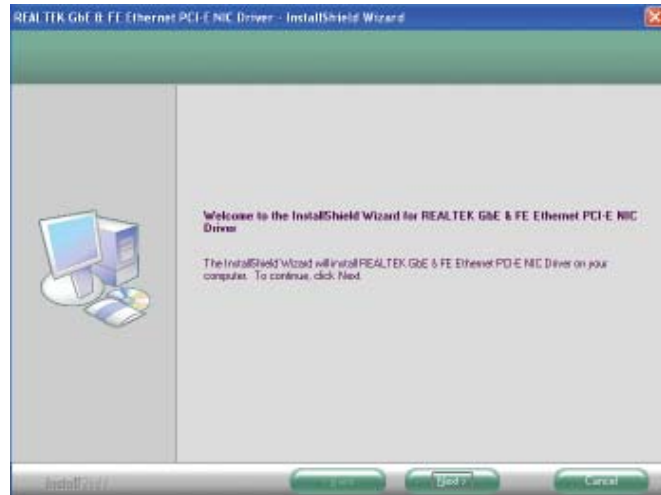 REALTEK GbE & FE Ethernet PCI-E NIC Driver - InstallShield Wizard
Welcome to the InstallShield Wizard for REALTEK GbE & FE Ethernet PCI-E NIC
Driver
The InstallShield Wizard will install REALTEK GbE & FE Ethernet PCI-E NIC Driver on your
computer. To continue, click Next.
InstallShield
Next >
Cancel